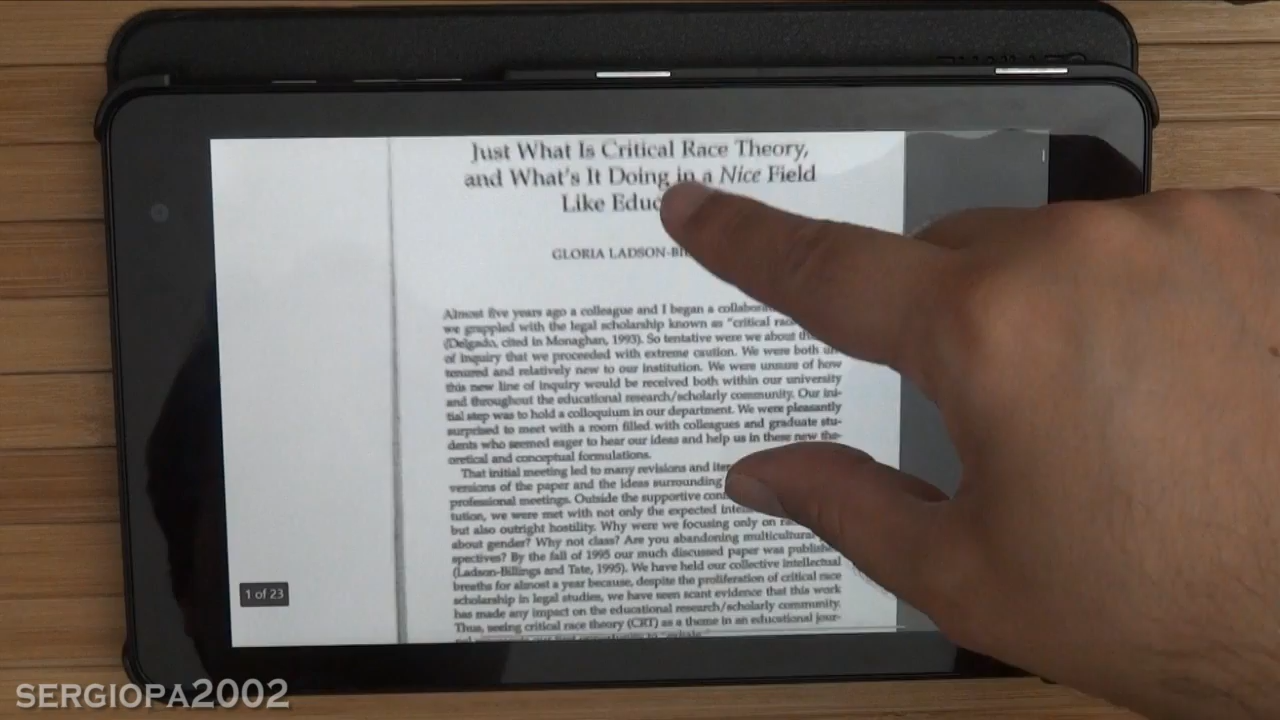 Just What Is Critical Race Theory,
and What's It Doing in a Nice Field
Like Educ
GLORIA LADSON-BI
Almost five years ago a colleague and I began a
we grappled with the legal scholarship known as "critical
(Delgado, cited in Monaghan, 1993). So tentative were we about
of inquiry that we proceeded with extreme caution. We were both un-
tenured and relatively new to our institution. We were unsure of how
this new line of inquiry would be received both within our university
and throughout the educational research/scholarly community. Our ini-
tial step was to hold a colloquium in our department. We were pleasantly
surprised to meet with a room filled with colleagues and graduate stu-
dents who seemed eager to hear our ideas and help us in these new the-
oretical and conceptual formulations.
That initial meeting led to many revisions and
versions of the paper and the ideas surrounding
professional meetings. Outside the supportive
tution, we were met with not only the expected
but also outright hostility. Why were we focusing only on
about gender? Why not class? Are you abandoning multicultural
spectives? By the fall of 1995 our much discussed paper was
(Ladson-Billings and Tate, 1995). We have held our collective intellectual
breaths for almost a year because, despite the proliferation of critical race
scholarship in legal studies, we have seen scant evidence that this work
has made any impact on the educational research/scholarly community.
Thus, seeing critical race theory (CRT) as a theme in an educational jour-
1 of 23
SERGIOPA2002